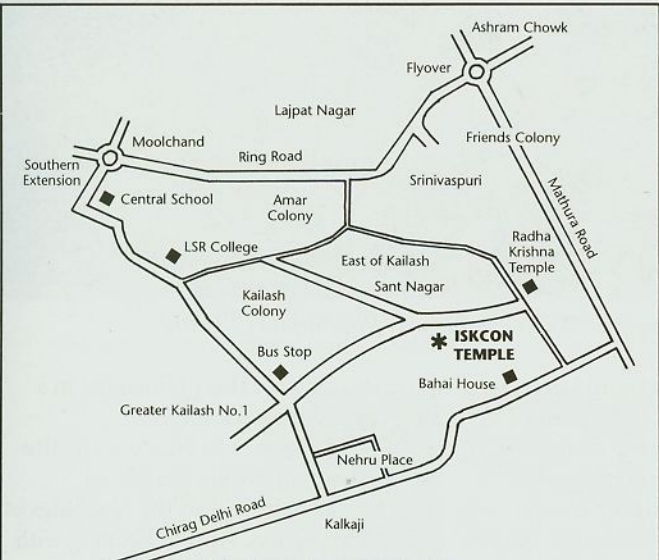 Ashram Chowk
Flyover
Lajpat Nagar
Friends Colony
Moolchand
Ring Road
Southern
Extension
Srinivaspuri
Mathura Road
Central School
Amar
Colony
Radha
Krishna
Temple
LSR College
East of Kailash
Sant Nagar
Kailash
Colony
ISKCON
TEMPLE
Bus Stop
Bahai House
Greater Kailash No.1
Nehru Place
Chirag Delhi Road
Kalkaji